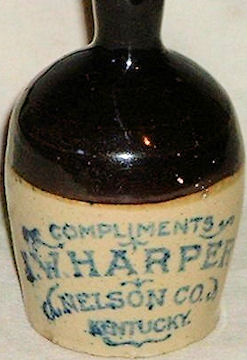 COMPLIMENTS
I.W. HARPER
NELSON CO.
KENTUCKY.